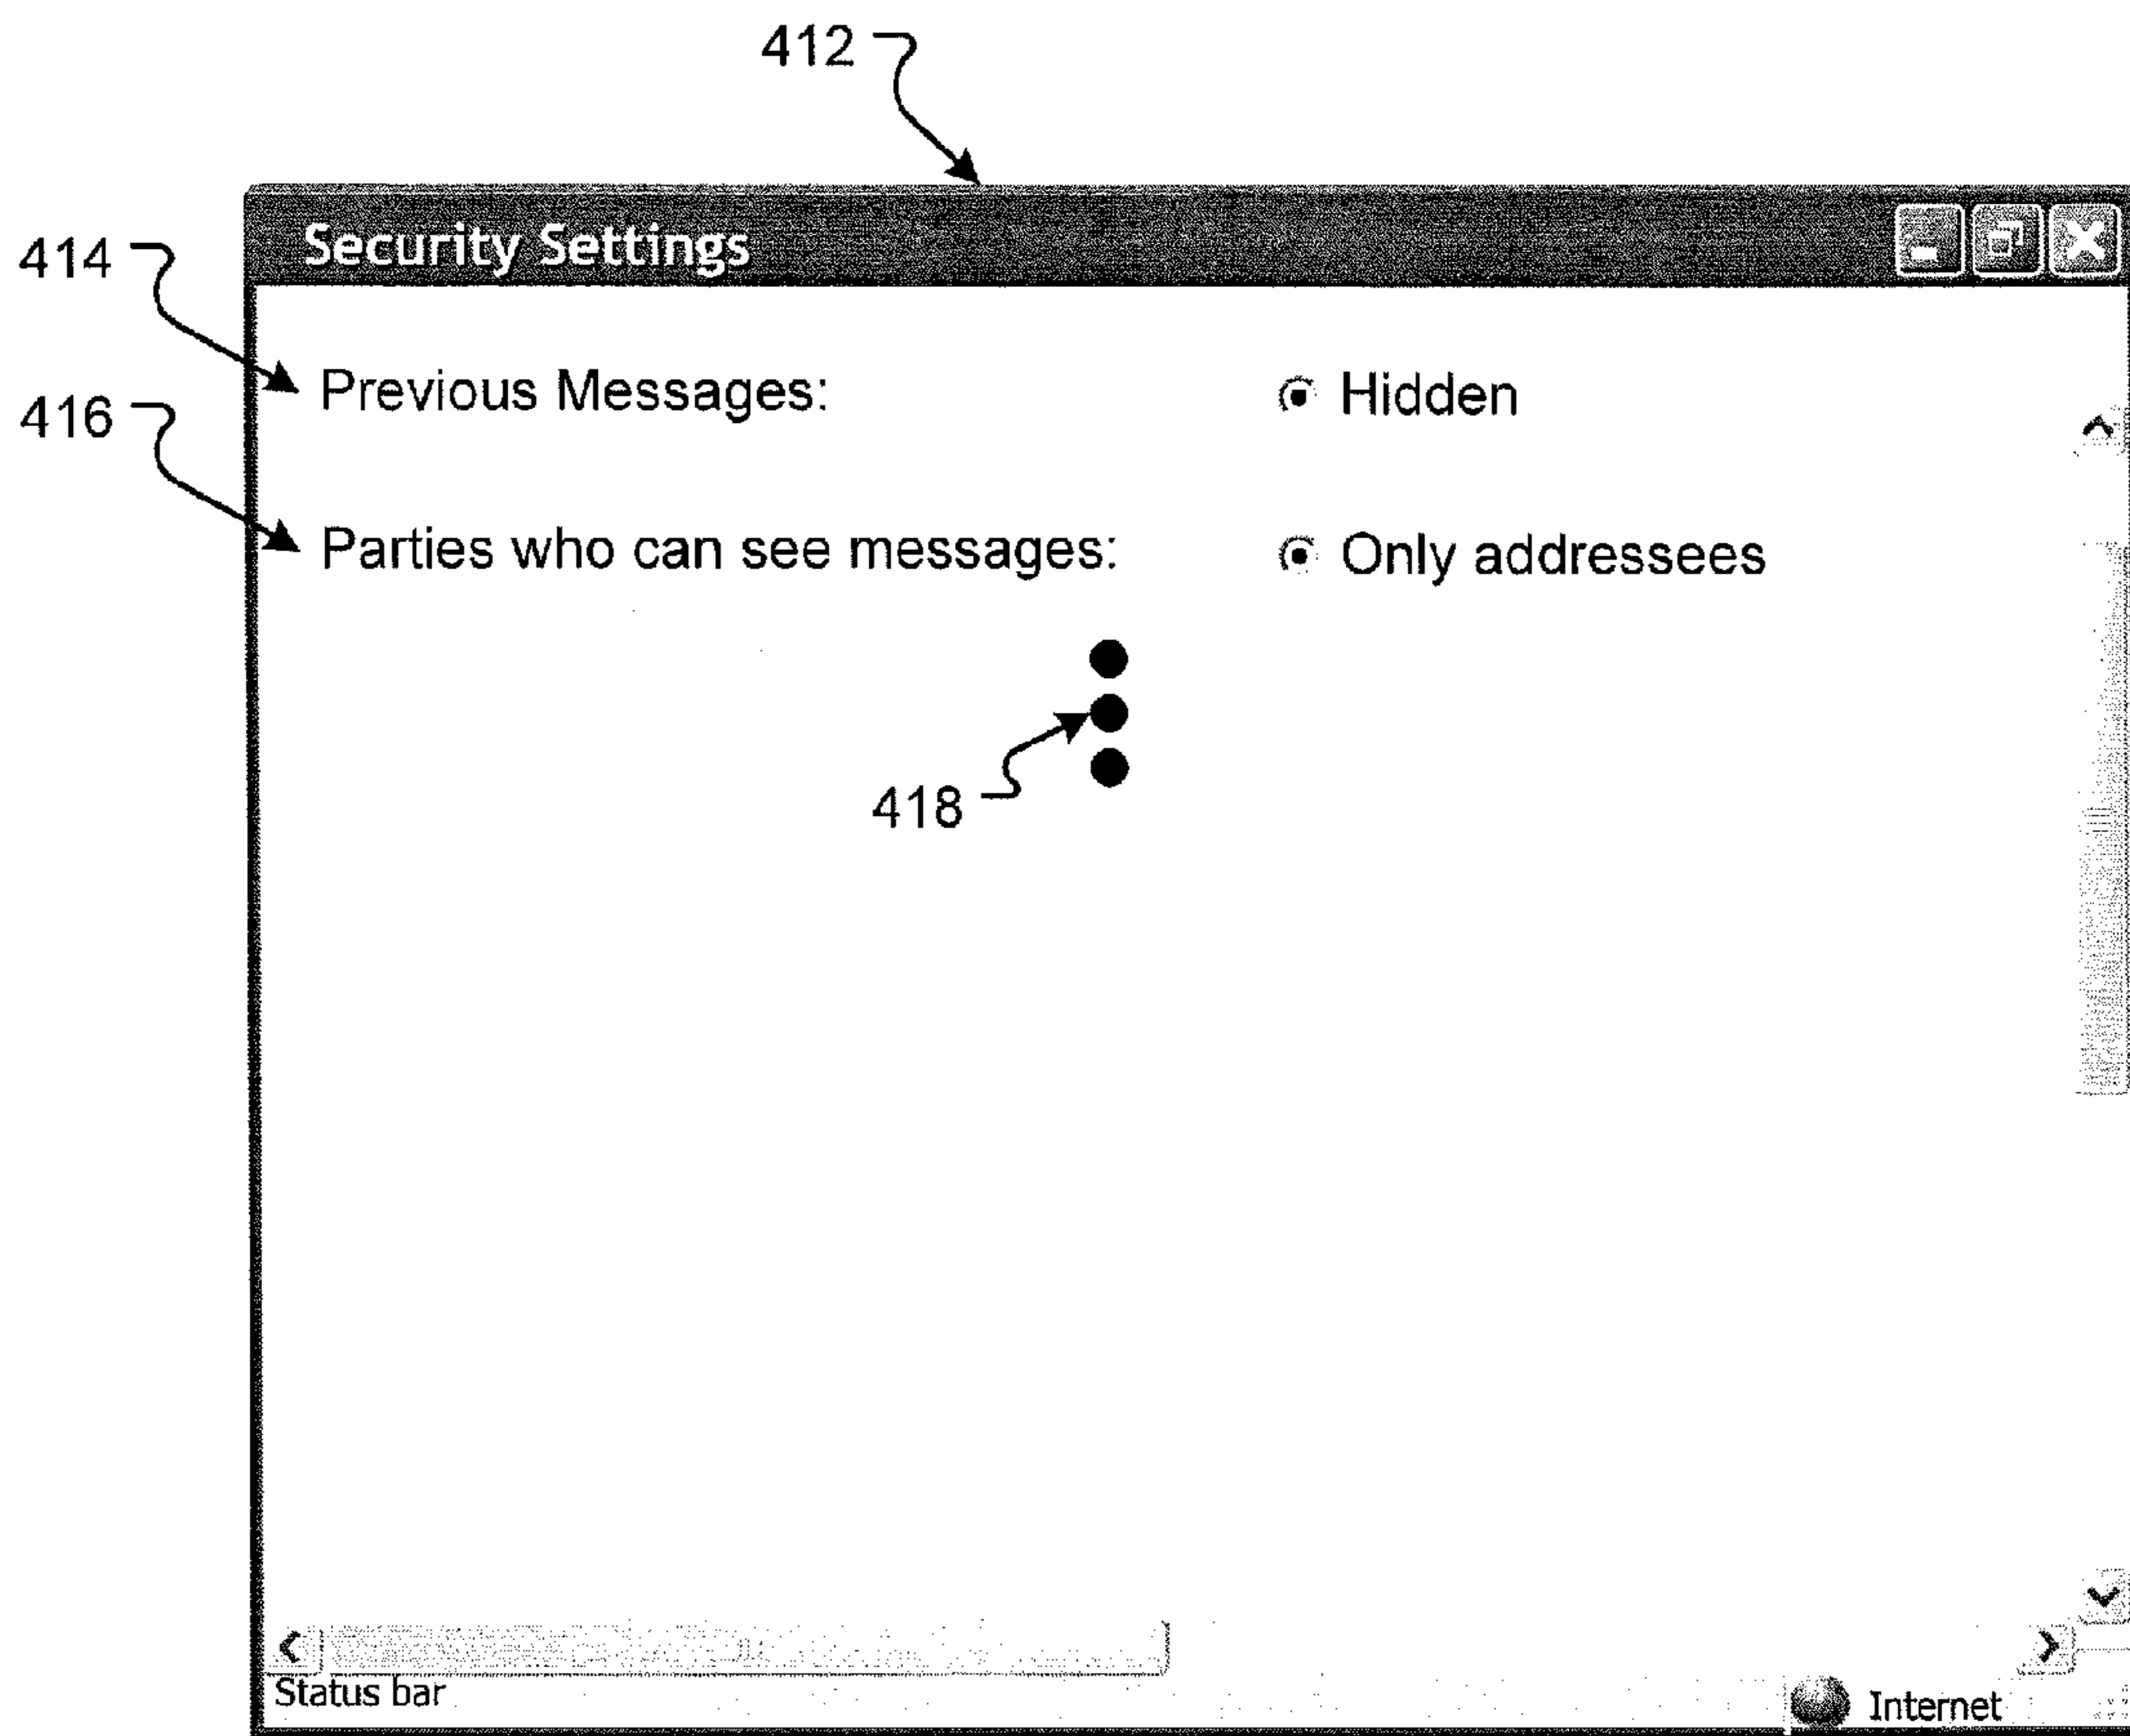 412
Security Settings
414
Previous Messages: Hidden
416
Parties who can see messages: Only addressees
418
Status bar
Internet